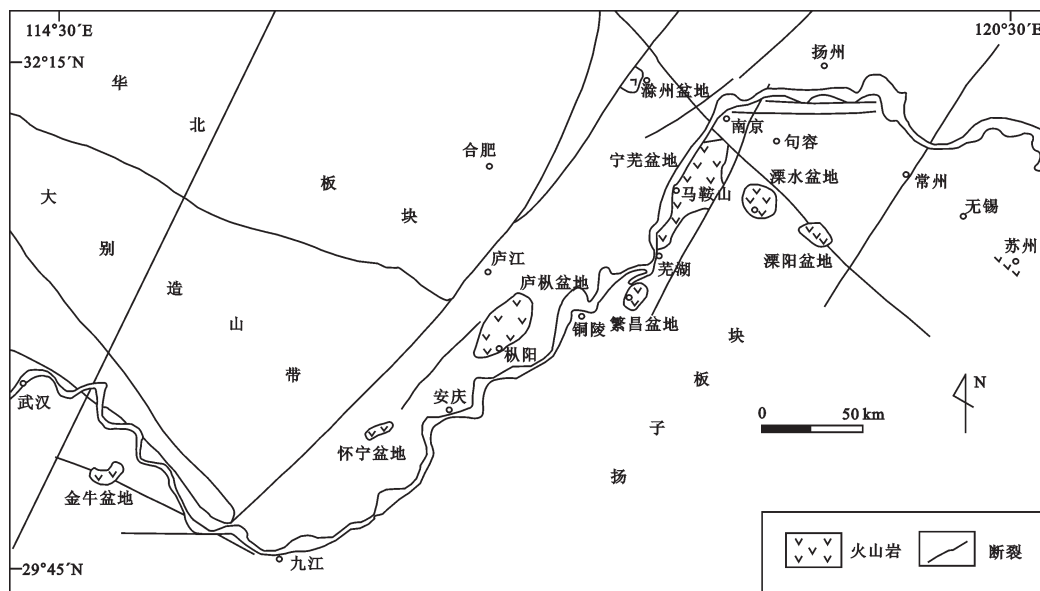 114°30′E
120°30′E
32°15′N
扬州
华
滁州盆地
北
南京
合肥
宁芜盆地
句容
板
溧水盆地
常州
大
马鞍山
块
无锡
别
苏州
庐江
芜湖
溧阳盆地
造
庐枞盆地
山
铜陵
繁昌盆地
块
枞阳
带
板
N
武汉
安庆
0
50 km
子
怀宁盆地
扬
金牛盆地
火山岩
断裂
九江
29°45′N